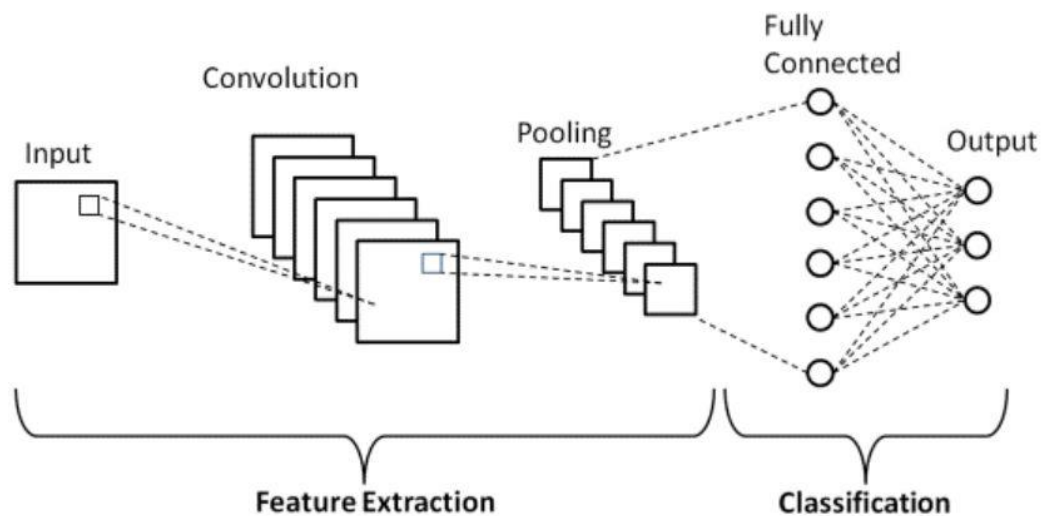 Input
Convolution
Pooling
Fully
Connected
Output
Feature Extraction
Classification